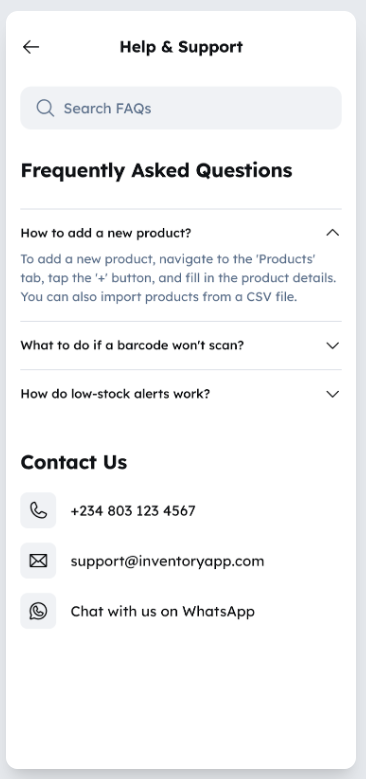 Help & Support
Search FAQs
Frequently Asked Questions
How to add a new product?
To add a new product, navigate to the 'Products'
tab, tap the '+' button, and fill in the product details.
You can also import products from a CSV file.
What to do if a barcode won't scan?
How do low-stock alerts work?
Contact Us
+234 803 123 4567
support@inventoryapp.com
Chat with us on WhatsApp